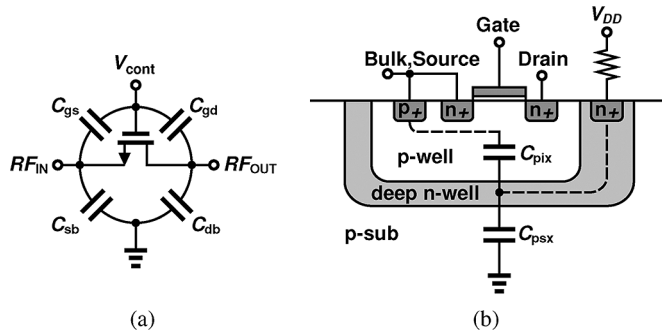 V_cont
C_gs
C_gd
RF_IN
RF_OUT
C_sb
C_db
(a)
Gate
V_DD
Bulk,Source
Drain
p+
n+
n+
n+
p-well
C_pix
deep n-well
p-sub
C_psx
(b)